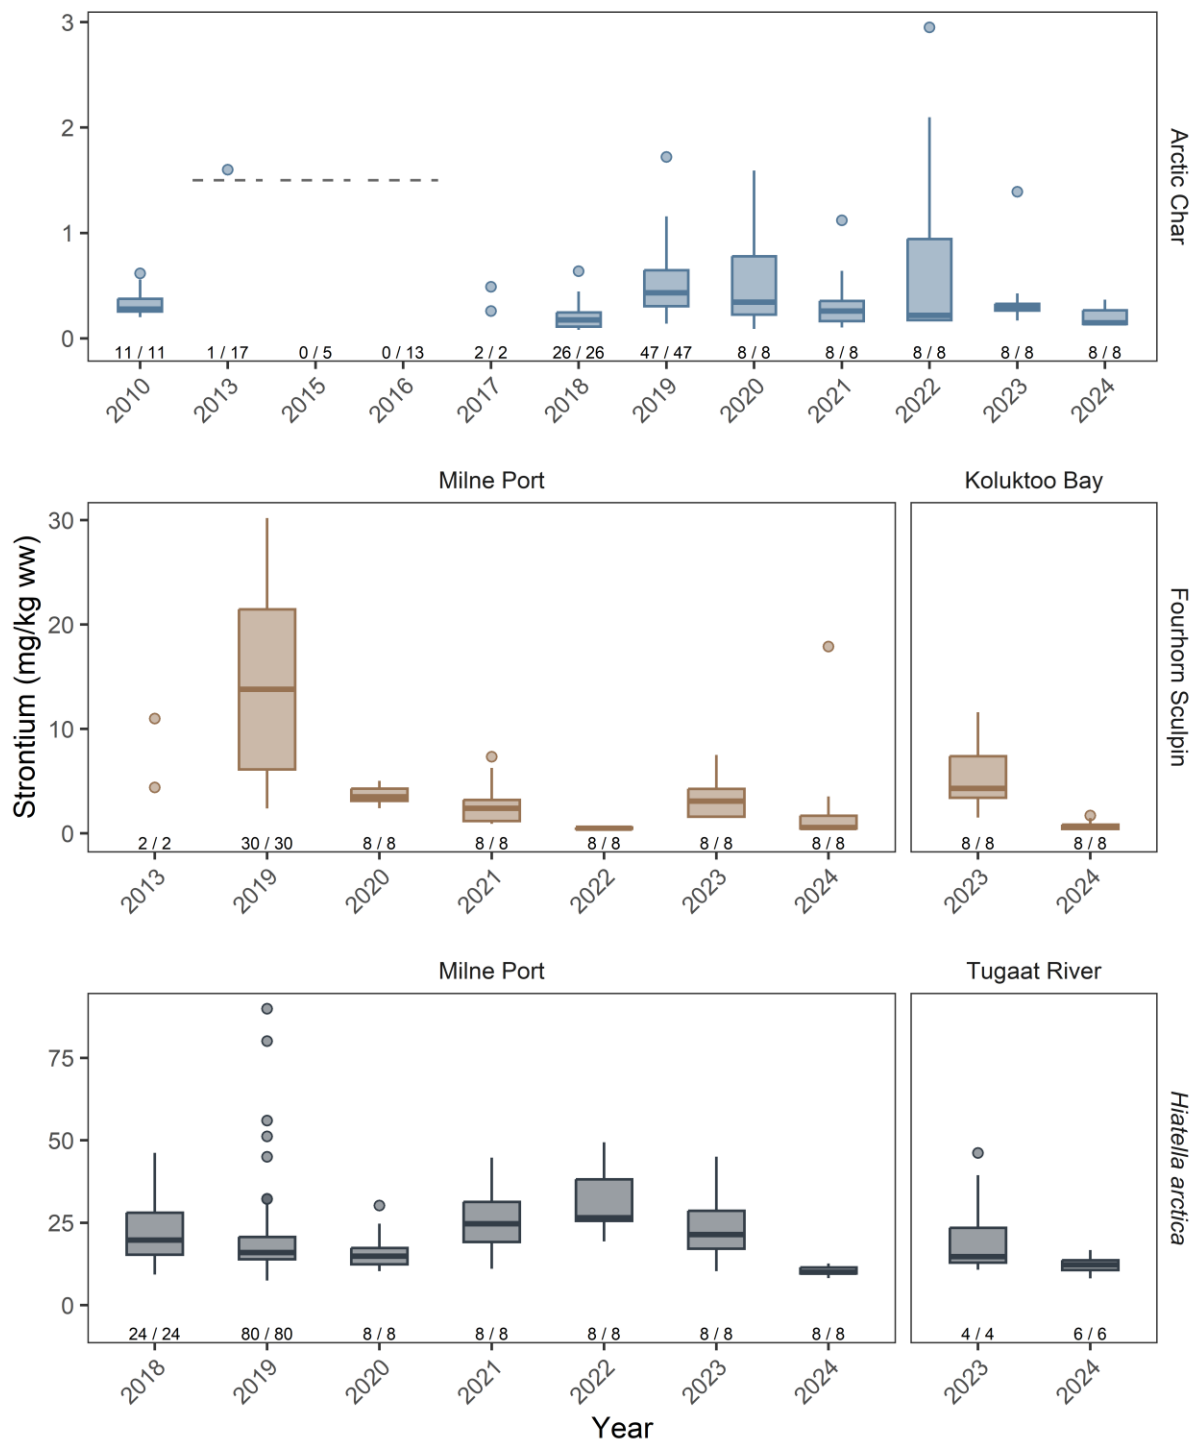 3
2
1
0
11 / 11 1 / 17 0 / 5 0 / 13 2 / 2 26 / 26 47 / 47 8 / 8 8 / 8 8 / 8 8 / 8 8 / 8
2010 2013 2015 2016 2017 2018 2019 2020 2021 2022 2023 2024
Arctic Char
Milne Port Koluktoo Bay
Strontium (mg/kg ww)
30
20
10
0
2 / 2 30 / 30 8 / 8 8 / 8 8 / 8 8 / 8 8 / 8 8 / 8 8 / 8
2013 2019 2020 2021 2022 2023 2024 2023 2024
Fourhorn Sculpin
Milne Port Tugaat River
75
50
25
0
24 / 24 80 / 80 8 / 8 8 / 8 8 / 8 8 / 8 8 / 8 4 / 4 6 / 6
2018 2019 2020 2021 2022 2023 2024 2023 2024
Hiatella arctica
Year